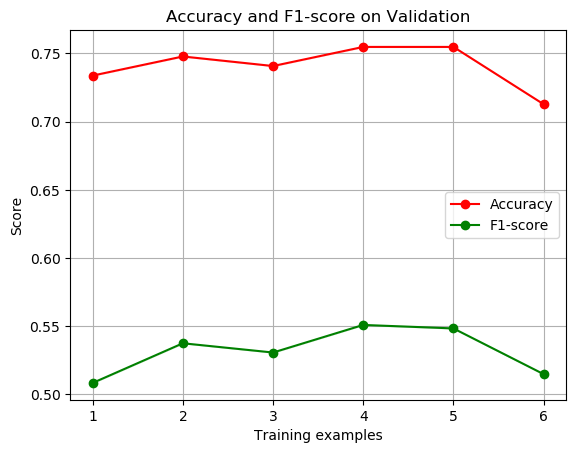 Accuracy and F1-score on Validation
0.75
0.70
0.65
0.60
0.55
0.50
Score
Accuracy
F1-score
1 2 3 4 5 6
Training examples